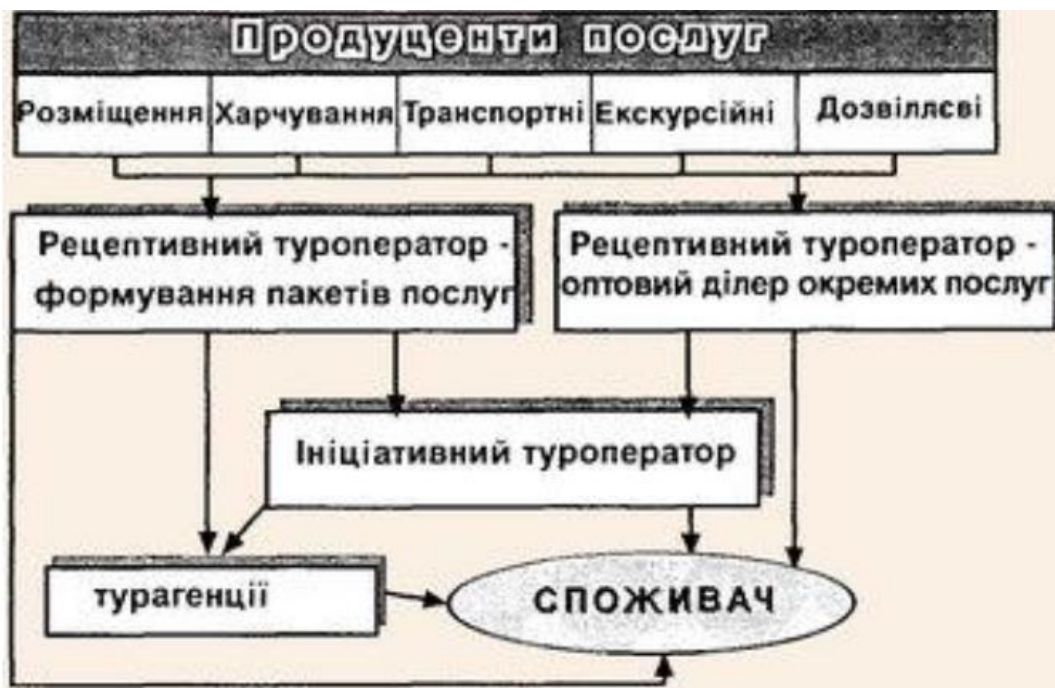 Продуценти послуг
Розміщення Харчування Транспортні Екскурсійні Дозвіллєві
Рецептивний туроператор -
формування пакетів послуг
Рецептивний туроператор -
оптовий ділер окремих послуг
Ініціативний туроператор
турагенції
СПОЖИВАЧ